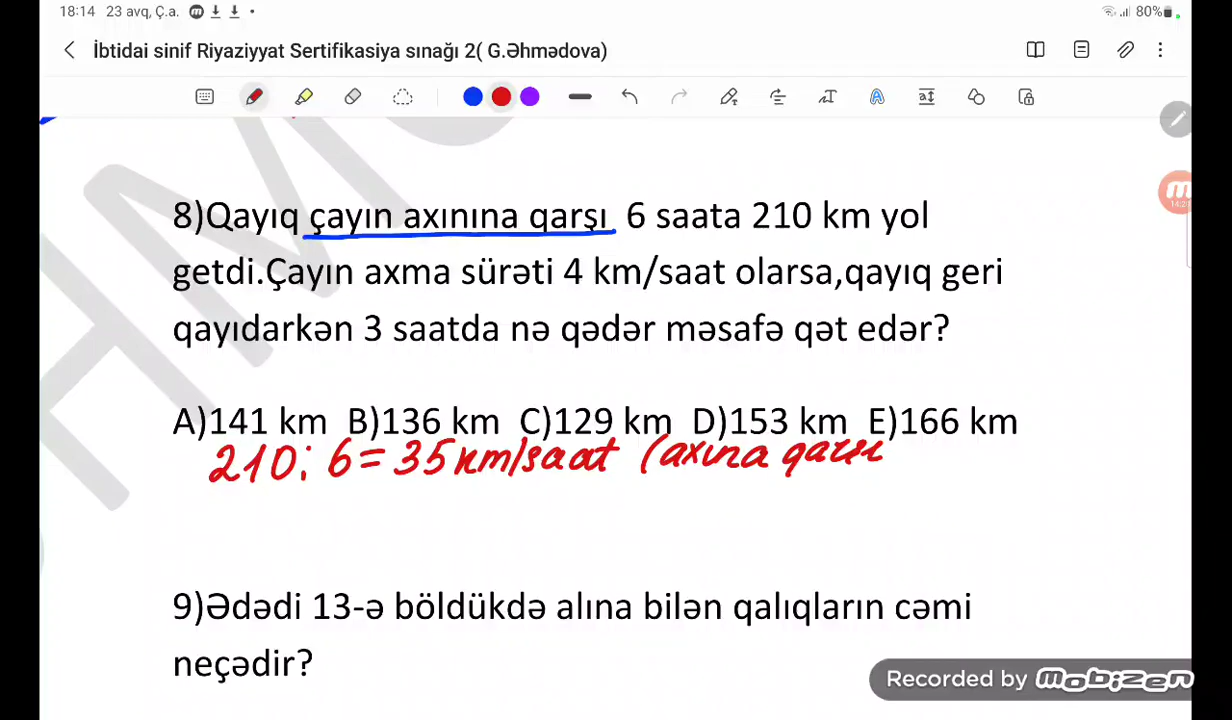 18:14 23 avq, Ç.a. 80%
İbtidai sinif Riyaziyyat Sertifikasiya sınağı 2( G.Əhmədova)
8)Qayıq çayın axınına qarşı 6 saata 210 km yol
14:20
getdi.Çayın axma sürəti 4 km/saat olarsa,qayıq geri
qayıdarkən 3 saatda nə qədər məsafə qət edər?
A)141 km B)136 km C)129 km D)153 km E)166 km
210: 6=35km/saat (axına qarşı
9)Ədədi 13-ə böldükdə alına bilən qalıqların cəmi
neçədir?
Recorded by mobizen